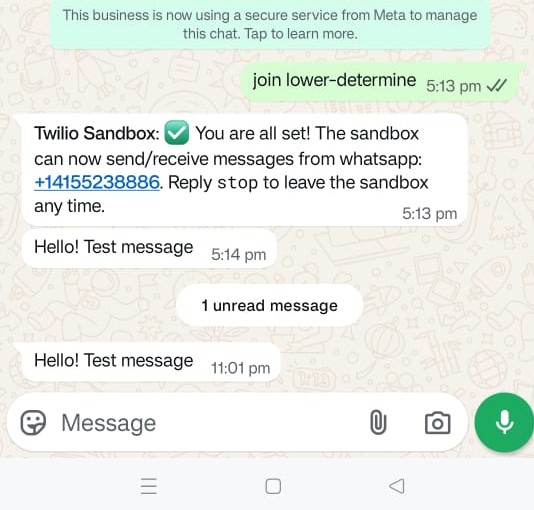 This business is now using a secure service from Meta to manage
this chat. Tap to learn more.
join lower-determine 5:13 pm
Twilio Sandbox: ✅ You are all set! The sandbox
can now send/receive messages from whatsapp:
+14155238886. Reply stop to leave the sandbox
any time.
5:13 pm
Hello! Test message 5:14 pm
1 unread message
Hello! Test message 11:01 pm
Message